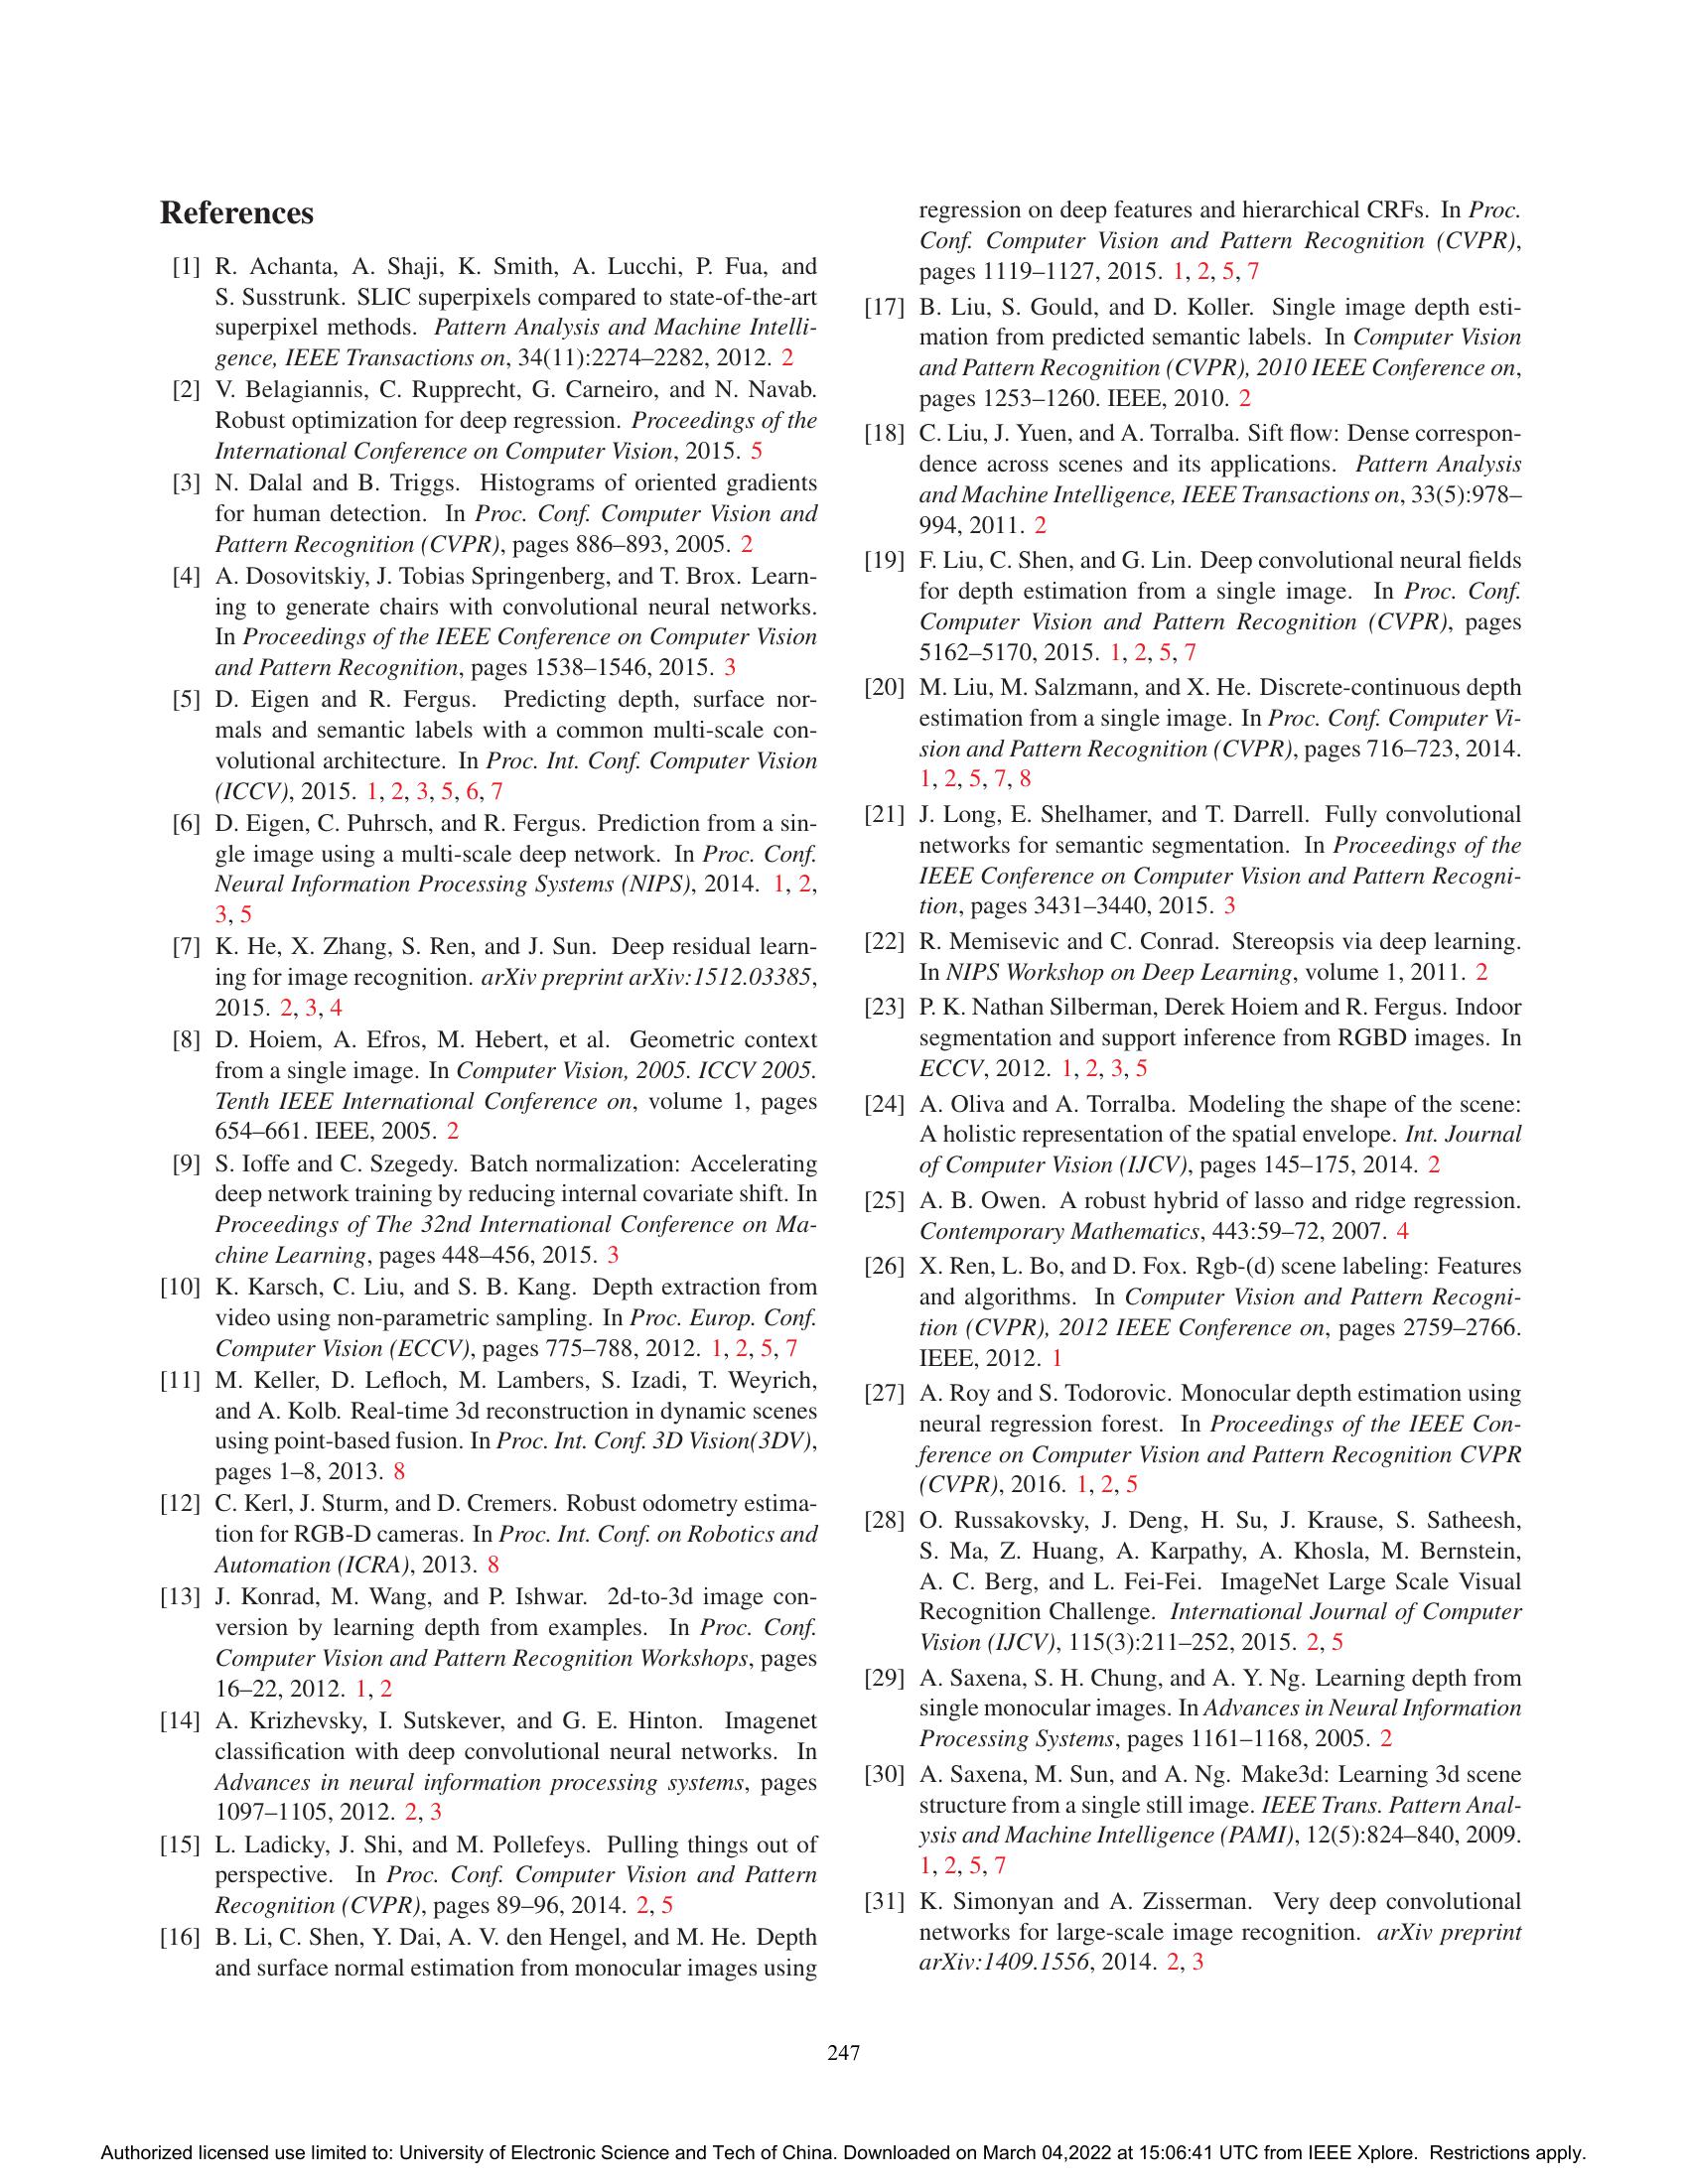 References
[1] R. Achanta, A. Shaji, K. Smith, A. Lucchi, P. Fua, and
S. Susstrunk. SLIC superpixels compared to state-of-the-art
superpixel methods. Pattern Analysis and Machine Intelli-
gence, IEEE Transactions on, 34(11):2274–2282, 2012. 2
[2] V. Belagiannis, C. Rupprecht, G. Carneiro, and N. Navab.
Robust optimization for deep regression. Proceedings of the
International Conference on Computer Vision, 2015. 5
[3] N. Dalal and B. Triggs. Histograms of oriented gradients
for human detection. In Proc. Conf. Computer Vision and
Pattern Recognition (CVPR), pages 886–893, 2005. 2
[4] A. Dosovitskiy, J. Tobias Springenberg, and T. Brox. Learn-
ing to generate chairs with convolutional neural networks.
In Proceedings of the IEEE Conference on Computer Vision
and Pattern Recognition, pages 1538–1546, 2015. 3
[5] D. Eigen and R. Fergus. Predicting depth, surface nor-
mals and semantic labels with a common multi-scale con-
volutional architecture. In Proc. Int. Conf. Computer Vision
(ICCV), 2015. 1, 2, 3, 5, 6, 7
[6] D. Eigen, C. Puhrsch, and R. Fergus. Prediction from a sin-
gle image using a multi-scale deep network. In Proc. Conf.
Neural Information Processing Systems (NIPS), 2014. 1, 2,
3, 5
[7] K. He, X. Zhang, S. Ren, and J. Sun. Deep residual learn-
ing for image recognition. arXiv preprint arXiv:1512.03385,
2015. 2, 3, 4
[8] D. Hoiem, A. Efros, M. Hebert, et al. Geometric context
from a single image. In Computer Vision, 2005. ICCV 2005.
Tenth IEEE International Conference on, volume 1, pages
654–661. IEEE, 2005. 2
[9] S. Ioffe and C. Szegedy. Batch normalization: Accelerating
deep network training by reducing internal covariate shift. In
Proceedings of The 32nd International Conference on Ma-
chine Learning, pages 448–456, 2015. 3
[10] K. Karsch, C. Liu, and S. B. Kang. Depth extraction from
video using non-parametric sampling. In Proc. Europ. Conf.
Computer Vision (ECCV), pages 775–788, 2012. 1, 2, 5, 7
[11] M. Keller, D. Lefloch, M. Lambers, S. Izadi, T. Weyrich,
and A. Kolb. Real-time 3d reconstruction in dynamic scenes
using point-based fusion. In Proc. Int. Conf. 3D Vision(3DV),
pages 1–8, 2013. 8
[12] C. Kerl, J. Sturm, and D. Cremers. Robust odometry estima-
tion for RGB-D cameras. In Proc. Int. Conf. on Robotics and
Automation (ICRA), 2013. 8
[13] J. Konrad, M. Wang, and P. Ishwar. 2d-to-3d image con-
version by learning depth from examples. In Proc. Conf.
Computer Vision and Pattern Recognition Workshops, pages
16–22, 2012. 1, 2
[14] A. Krizhevsky, I. Sutskever, and G. E. Hinton. Imagenet
classification with deep convolutional neural networks. In
Advances in neural information processing systems, pages
1097–1105, 2012. 2, 3
[15] L. Ladicky, J. Shi, and M. Pollefeys. Pulling things out of
perspective. In Proc. Conf. Computer Vision and Pattern
Recognition (CVPR), pages 89–96, 2014. 2, 5
[16] B. Li, C. Shen, Y. Dai, A. V. den Hengel, and M. He. Depth
and surface normal estimation from monocular images using
regression on deep features and hierarchical CRFs. In Proc.
Conf. Computer Vision and Pattern Recognition (CVPR),
pages 1119–1127, 2015. 1, 2, 5, 7
[17] B. Liu, S. Gould, and D. Koller. Single image depth esti-
mation from predicted semantic labels. In Computer Vision
and Pattern Recognition (CVPR), 2010 IEEE Conference on,
pages 1253–1260. IEEE, 2010. 2
[18] C. Liu, J. Yuen, and A. Torralba. Sift flow: Dense correspon-
dence across scenes and its applications. Pattern Analysis
and Machine Intelligence, IEEE Transactions on, 33(5):978–
994, 2011. 2
[19] F. Liu, C. Shen, and G. Lin. Deep convolutional neural fields
for depth estimation from a single image. In Proc. Conf.
Computer Vision and Pattern Recognition (CVPR), pages
5162–5170, 2015. 1, 2, 5, 7
[20] M. Liu, M. Salzmann, and X. He. Discrete-continuous depth
estimation from a single image. In Proc. Conf. Computer Vi-
sion and Pattern Recognition (CVPR), pages 716–723, 2014.
1, 2, 5, 7, 8
[21] J. Long, E. Shelhamer, and T. Darrell. Fully convolutional
networks for semantic segmentation. In Proceedings of the
IEEE Conference on Computer Vision and Pattern Recogni-
tion, pages 3431–3440, 2015. 3
[22] R. Memisevic and C. Conrad. Stereopsis via deep learning.
In NIPS Workshop on Deep Learning, volume 1, 2011. 2
[23] P. K. Nathan Silberman, Derek Hoiem and R. Fergus. Indoor
segmentation and support inference from RGBD images. In
ECCV, 2012. 1, 2, 3, 5
[24] A. Oliva and A. Torralba. Modeling the shape of the scene:
A holistic representation of the spatial envelope. Int. Journal
of Computer Vision (IJCV), pages 145–175, 2014. 2
[25] A. B. Owen. A robust hybrid of lasso and ridge regression.
Contemporary Mathematics, 443:59–72, 2007. 4
[26] X. Ren, L. Bo, and D. Fox. Rgb-(d) scene labeling: Features
and algorithms. In Computer Vision and Pattern Recogni-
tion (CVPR), 2012 IEEE Conference on, pages 2759–2766.
IEEE, 2012. 1
[27] A. Roy and S. Todorovic. Monocular depth estimation using
neural regression forest. In Proceedings of the IEEE Con-
ference on Computer Vision and Pattern Recognition CVPR
(CVPR), 2016. 1, 2, 5
[28] O. Russakovsky, J. Deng, H. Su, J. Krause, S. Satheesh,
S. Ma, Z. Huang, A. Karpathy, A. Khosla, M. Bernstein,
A. C. Berg, and L. Fei-Fei. ImageNet Large Scale Visual
Recognition Challenge. International Journal of Computer
Vision (IJCV), 115(3):211–252, 2015. 2, 5
[29] A. Saxena, S. H. Chung, and A. Y. Ng. Learning depth from
single monocular images. In Advances in Neural Information
Processing Systems, pages 1161–1168, 2005. 2
[30] A. Saxena, M. Sun, and A. Ng. Make3d: Learning 3d scene
structure from a single still image. IEEE Trans. Pattern Anal-
ysis and Machine Intelligence (PAMI), 12(5):824–840, 2009.
1, 2, 5, 7
[31] K. Simonyan and A. Zisserman. Very deep convolutional
networks for large-scale image recognition. arXiv preprint
arXiv:1409.1556, 2014. 2, 3
247
Authorized licensed use limited to: University of Electronic Science and Tech of China. Downloaded on March 04,2022 at 15:06:41 UTC from IEEE Xplore. Restrictions apply.